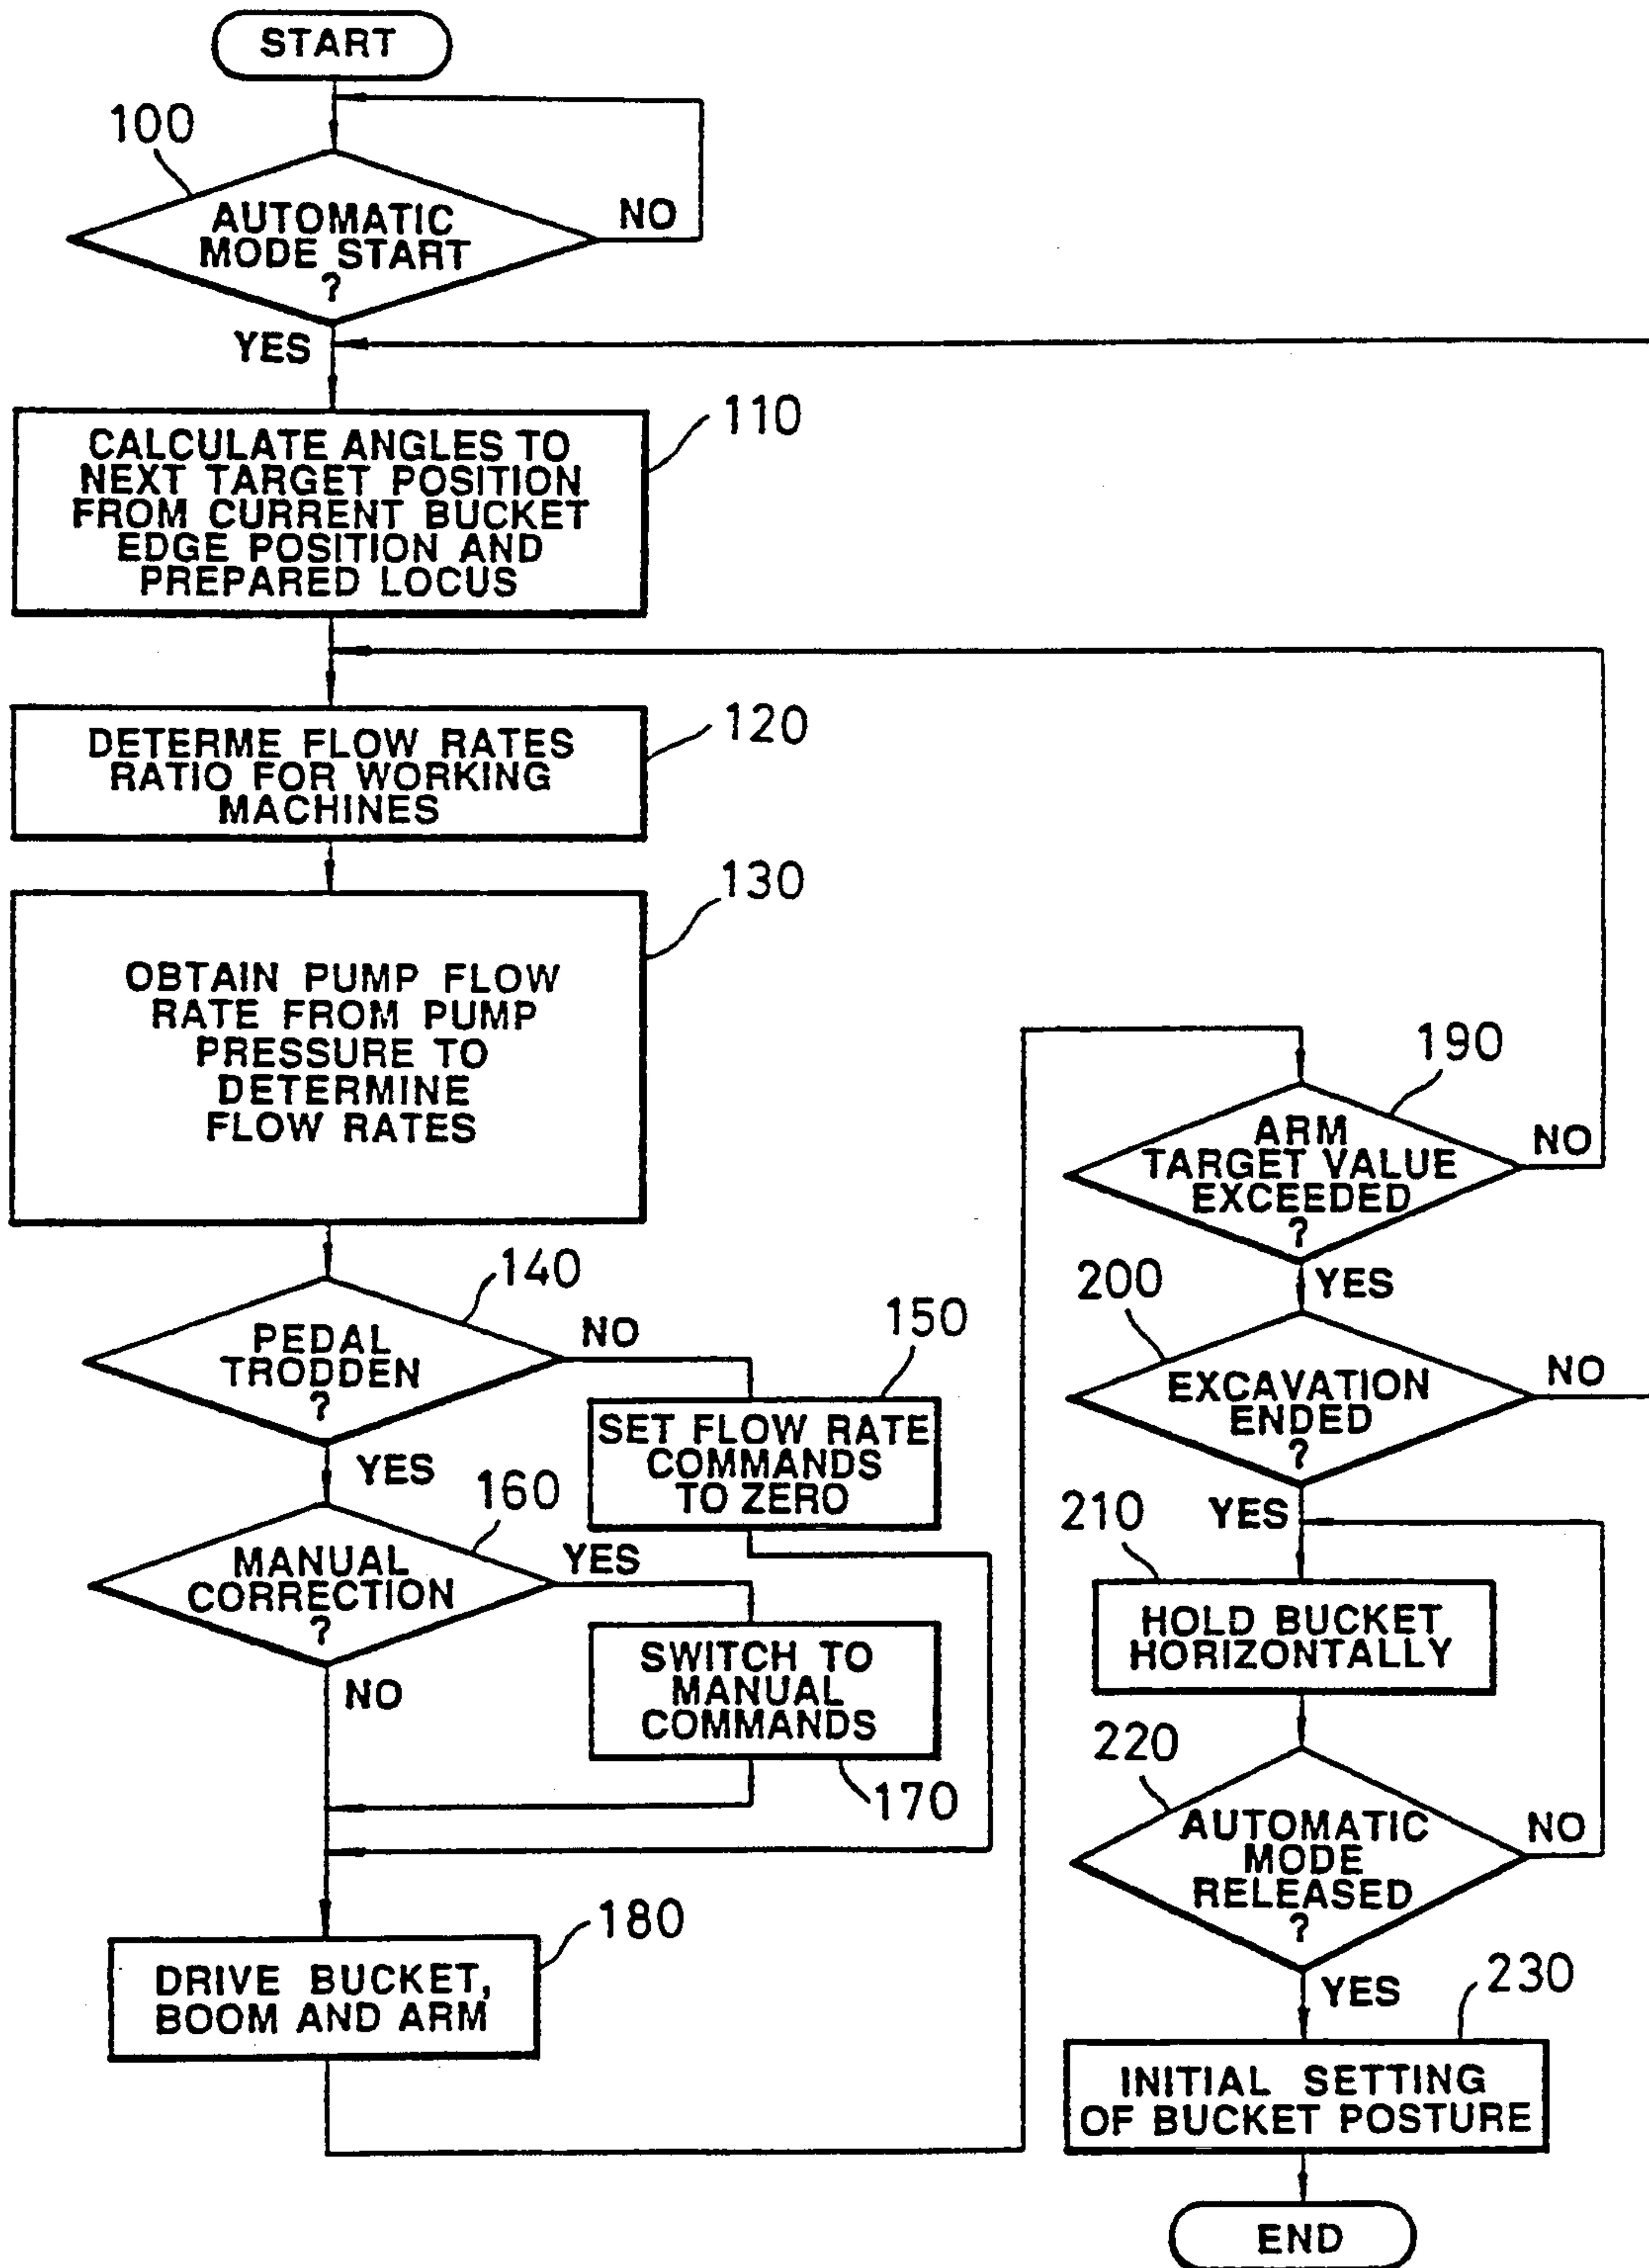 START
100
AUTOMATIC
MODE START
?
NO
YES
110
CALCULATE ANGLES TO
NEXT TARGET POSITION
FROM CURRENT BUCKET
EDGE POSITION AND
PREPARED LOCUS
120
DETERME FLOW RATES
RATIO FOR WORKING
MACHINES
130
OBTAIN PUMP FLOW
RATE FROM PUMP
PRESSURE TO
DETERMINE
FLOW RATES
140
PEDAL
TRODDEN
?
NO
YES
150
SET FLOW RATE
COMMANDS
TO ZERO
160
MANUAL
CORRECTION
?
YES
NO
SWITCH TO
MANUAL
COMMANDS
170
180
DRIVE BUCKET,
BOOM AND ARM
190
ARM
TARGET VALUE
EXCEEDED
?
NO
YES
200
EXCAVATION
ENDED
?
NO
YES
210
HOLD BUCKET
HORIZONTALLY
220
AUTOMATIC
MODE
RELEASED
?
NO
YES
230
INITIAL SETTING
OF BUCKET POSTURE
END